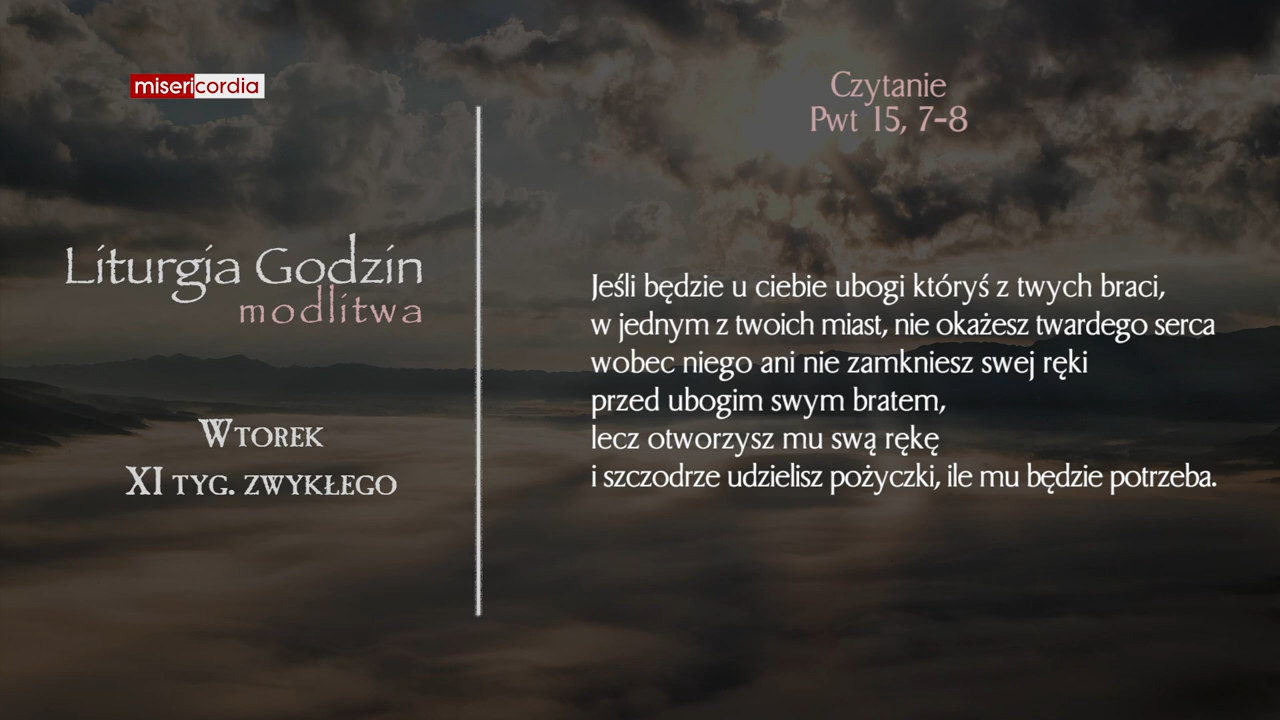 misericordia
Liturgia Godzin
modlitwa
Wtorek
XI tyg. zwykłego
Czytanie
Pwt 15, 7-8
Jeśli będzie u ciebie ubogi któryś z twych braci,
w jednym z twoich miast, nie okażesz twardego serca
wobec niego ani nie zamkniesz swej ręki
przed ubogim swym bratem,
lecz otworzysz mu swą rękę
i szczodrze udzielisz pożyczki, ile mu będzie potrzeba.